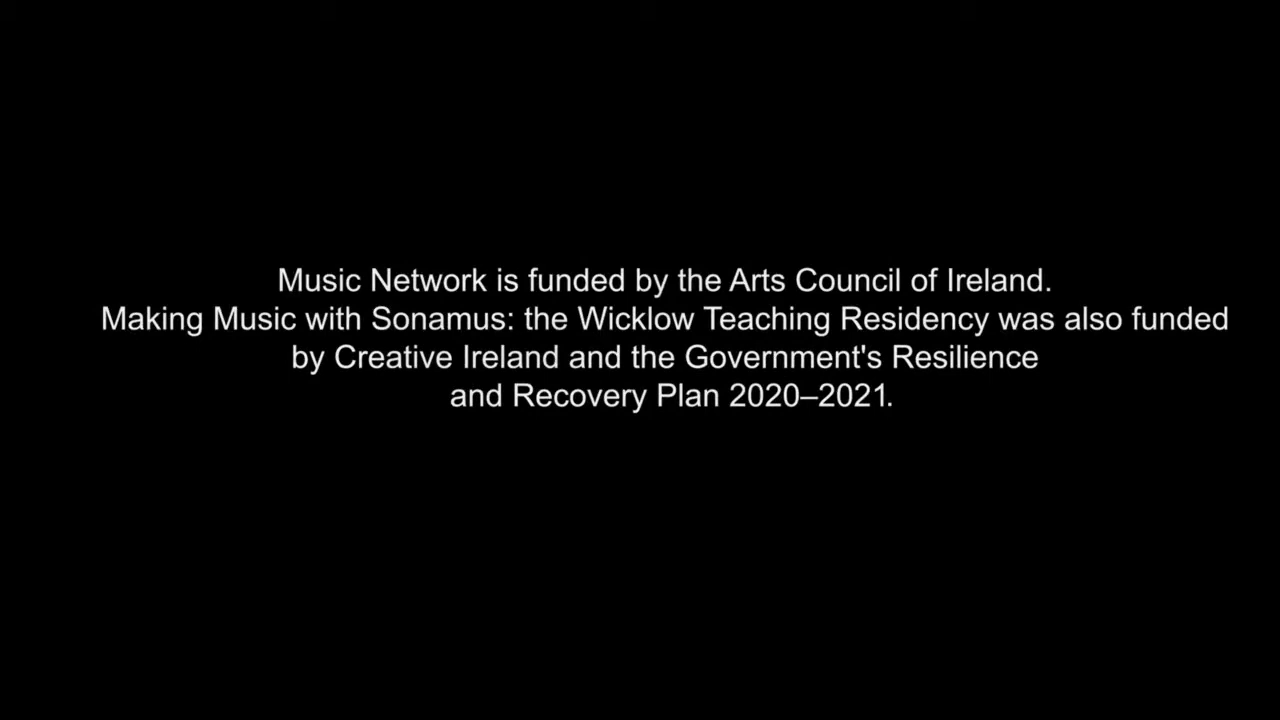 Music Network is funded by the Arts Council of Ireland.
Making Music with Sonamus: the Wicklow Teaching Residency was also funded
by Creative Ireland and the Government's Resilience
and Recovery Plan 2020–2021.